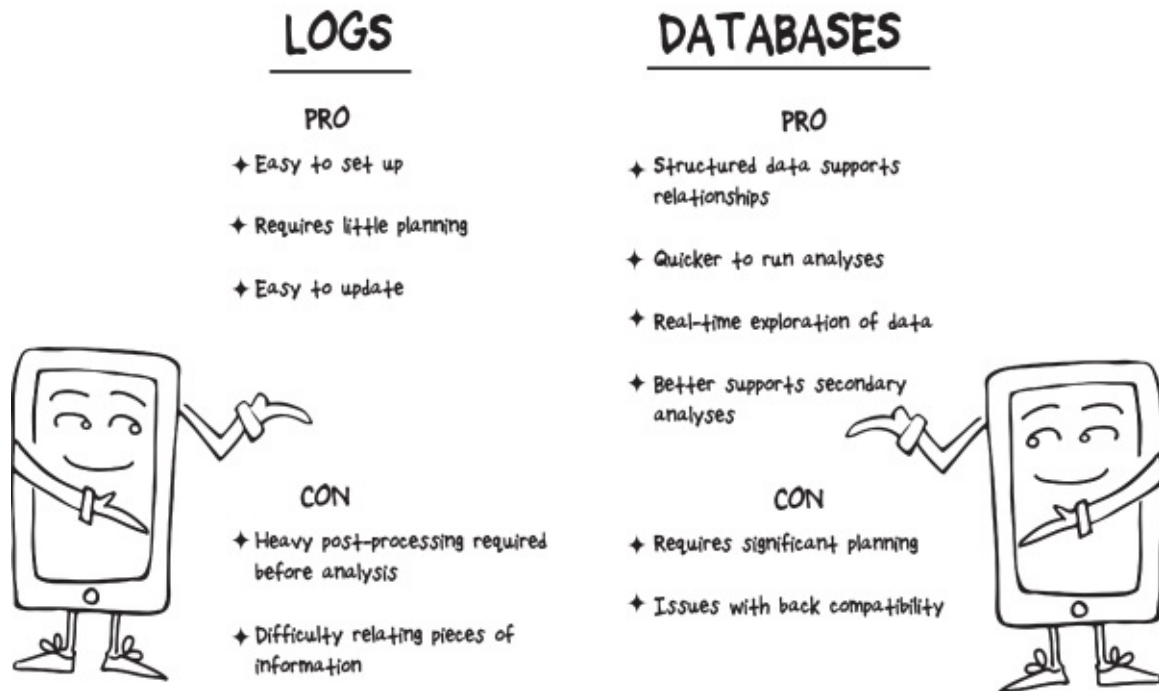 LOGS
PRO
Easy to set up
Requires little planning
Easy to update
CON
Heavy post-processing required
before analysis
Difficulty relating pieces of
information
DATABASES
PRO
Structured data supports
relationships
Quicker to run analyses
Real-time exploration of data
Better supports secondary
analyses
CON
Requires significant planning
Issues with back compatibility